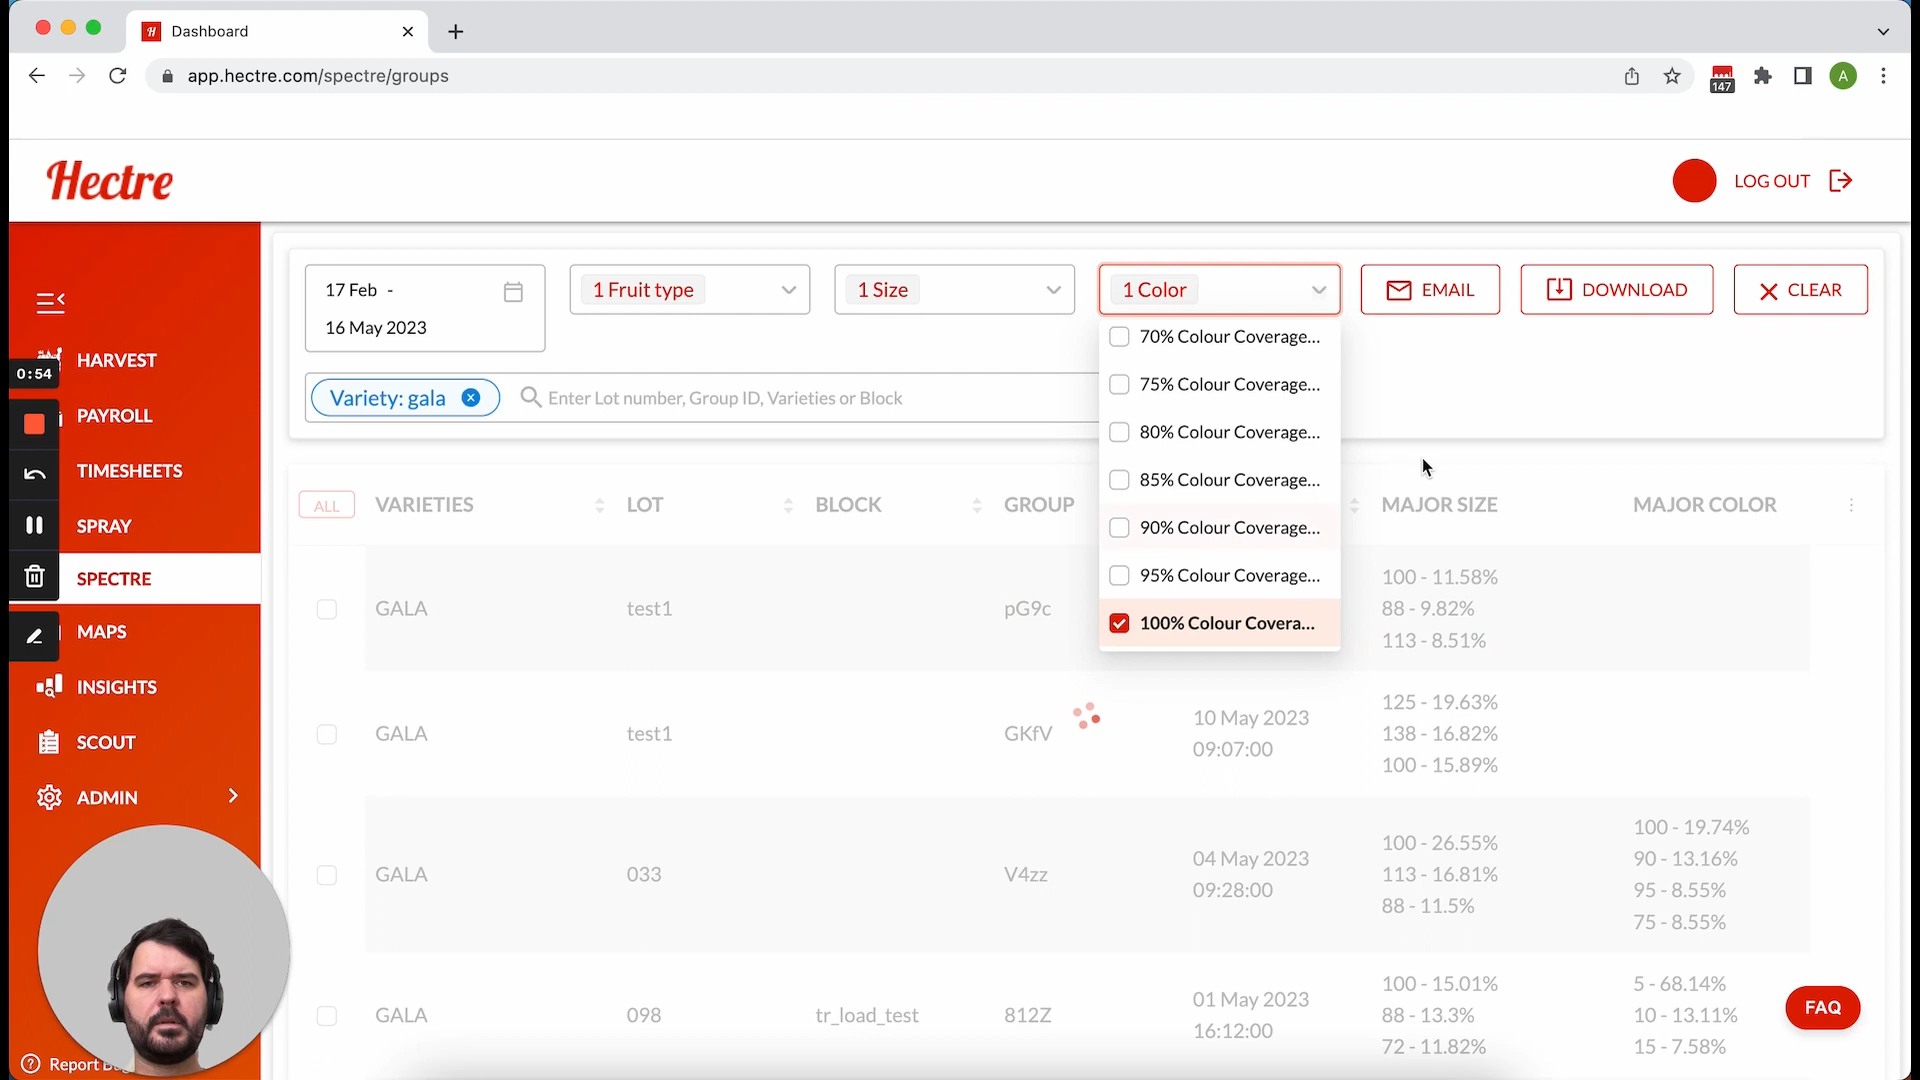 Dashboard
app.hectre.com/spectre/groups
147
A
Hectre
LOG OUT
17 Feb -
16 May 2023
1 Fruit type
1 Size
1 Color
EMAIL
DOWNLOAD
CLEAR
Variety: gala
Enter Lot number, Group ID, Varieties or Block
70% Colour Coverage...
75% Colour Coverage...
80% Colour Coverage...
85% Colour Coverage...
90% Colour Coverage...
95% Colour Coverage...
100% Colour Covera...
0:54
HARVEST
PAYROLL
TIMESHEETS
SPRAY
SPECTRE
MAPS
INSIGHTS
SCOUT
ADMIN
Report
ALL
VARIETIES
LOT
BLOCK
GROUP
MAJOR SIZE
MAJOR COLOR
GALA
test1
pG9c
100 - 11.58%
88 - 9.82%
113 - 8.51%
GALA
test1
GKfV
10 May 2023
09:07:00
125 - 19.63%
138 - 16.82%
100 - 15.89%
GALA
033
V4zz
04 May 2023
09:28:00
100 - 26.55%
113 - 16.81%
88 - 11.5%
100 - 19.74%
90 - 13.16%
95 - 8.55%
75 - 8.55%
GALA
098
tr_load_test
812Z
01 May 2023
16:12:00
100 - 15.01%
88 - 13.3%
72 - 11.82%
5 - 68.14%
10 - 13.11%
15 - 7.58%
FAQ